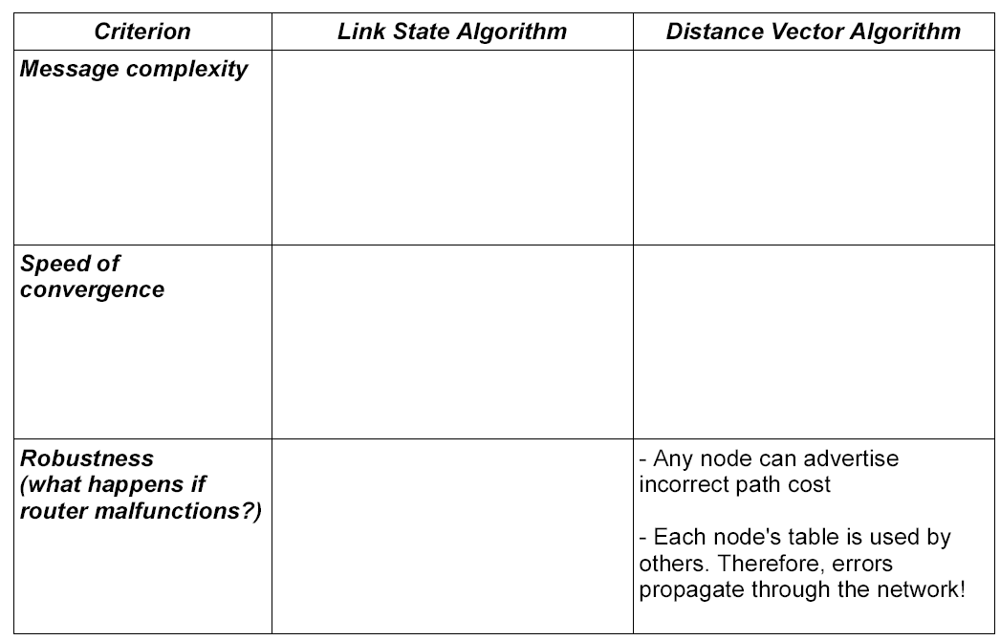 Criterion
Link State Algorithm
Distance Vector Algorithm
Message complexity
Speed of
convergence
Robustness
(what happens if
router malfunctions?)
- Any node can advertise
incorrect path cost
- Each node's table is used by
others. Therefore, errors
propagate through the network!